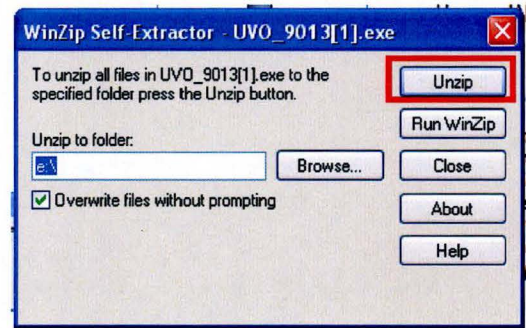 WinZip Self-Extractor - UVO_9013[1].exe
To unzip all files in UVO_9013[1].exe to the
specified folder press the Unzip button.
Unzip to folder:
e:\
Browse...
Overwrite files without prompting
Unzip
Run WinZip
Close
About
Help